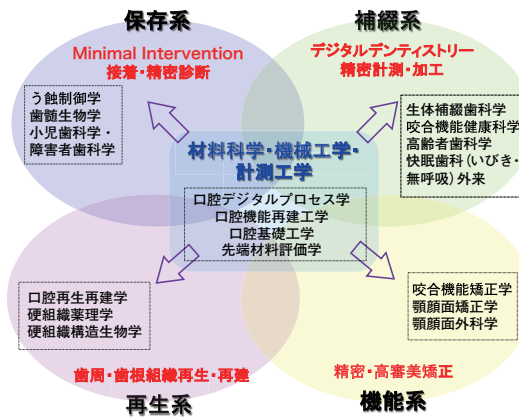 保存系
Minimal Intervention
接着・精密診断
う蝕制御学
歯髄生物学
小児歯科学・
障害者歯科学
補綴系
デジタルデンティストリー
精密計測・加工
生体補綴歯科学
咬合機能健康科学
高齢者歯科学
快眠歯科(いびき・
無呼吸)外来
材料科学・機械工学・
計測工学
口腔デジタルプロセス学
口腔機能再建工学
口腔基礎工学
先端材料評価学
口腔再生再建学
硬組織薬理学
硬組織構造生物学
歯周・歯根組織再生・再建
再生系
咬合機能矯正学
顎顔面矯正学
顎顔面外科学
精密・高審美矯正
機能系